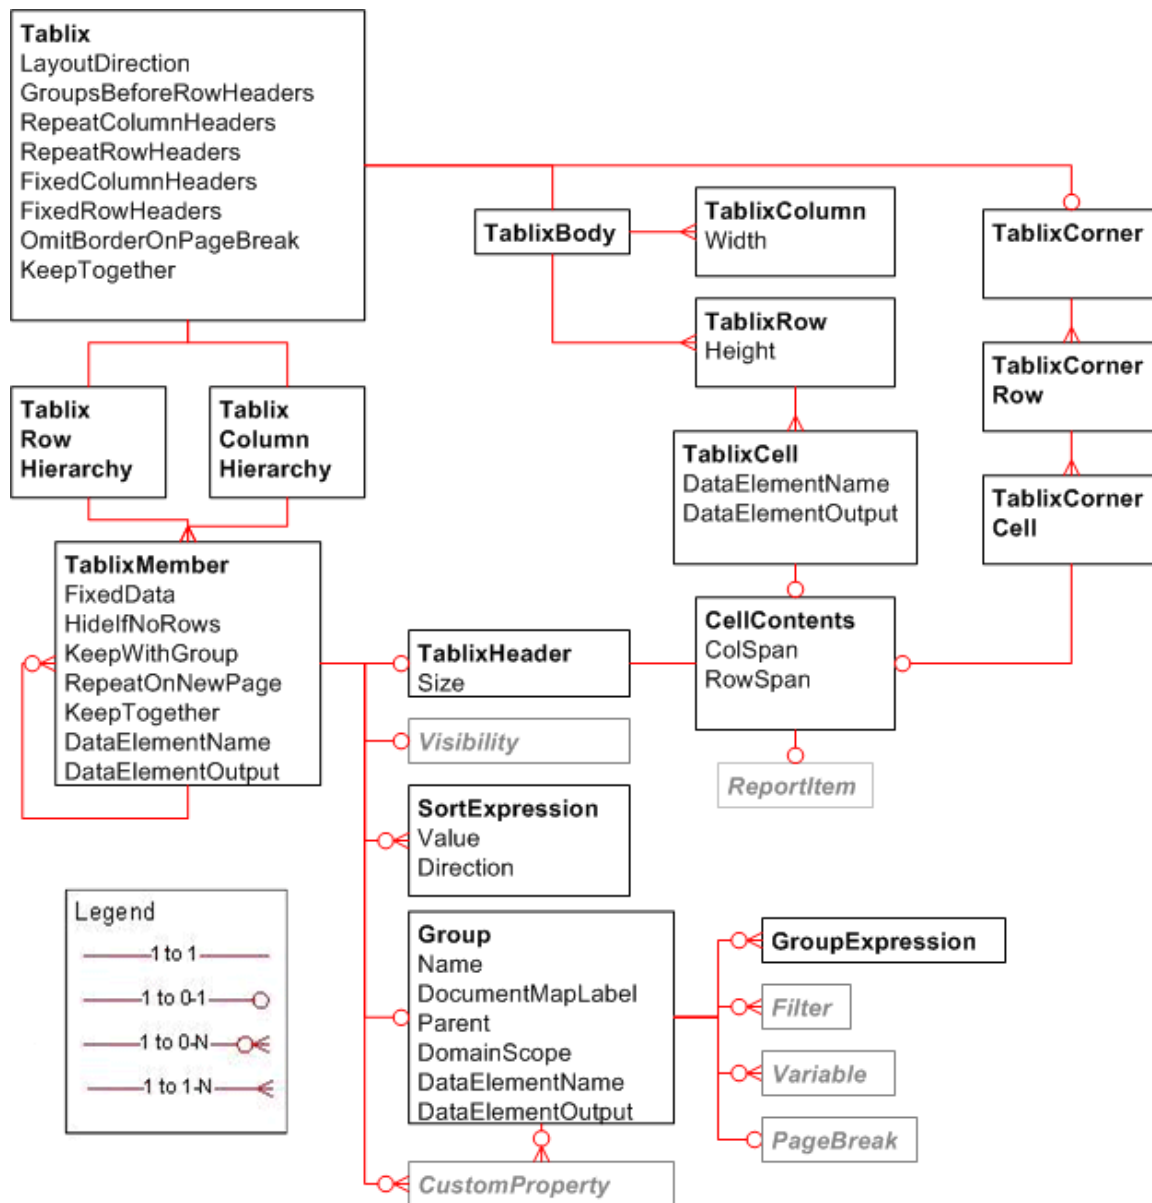 Tablix
LayoutDirection
GroupsBeforeRowHeaders
RepeatColumnHeaders
RepeatRowHeaders
FixedColumnHeaders
FixedRowHeaders
OmitBorderOnPageBreak
KeepTogether
TablixBody
TablixColumn
Width
TablixCorner
TablixRow
Height
TablixCorner
Row
Tablix
Row
Hierarchy
Tablix
Column
Hierarchy
TablixCell
DataElementName
DataElementOutput
TablixCorner
Cell
TablixMember
FixedData
HideIfNoRows
KeepWithGroup
RepeatOnNewPage
KeepTogether
DataElementName
DataElementOutput
TablixHeader
Size
CellContents
ColSpan
RowSpan
Visibility
ReportItem
SortExpression
Value
Direction
Legend
1 to 1
1 to 0-1
1 to 0-N
1 to 1-N
Group
Name
DocumentMapLabel
Parent
DomainScope
DataElementName
DataElementOutput
GroupExpression
Filter
Variable
PageBreak
CustomProperty